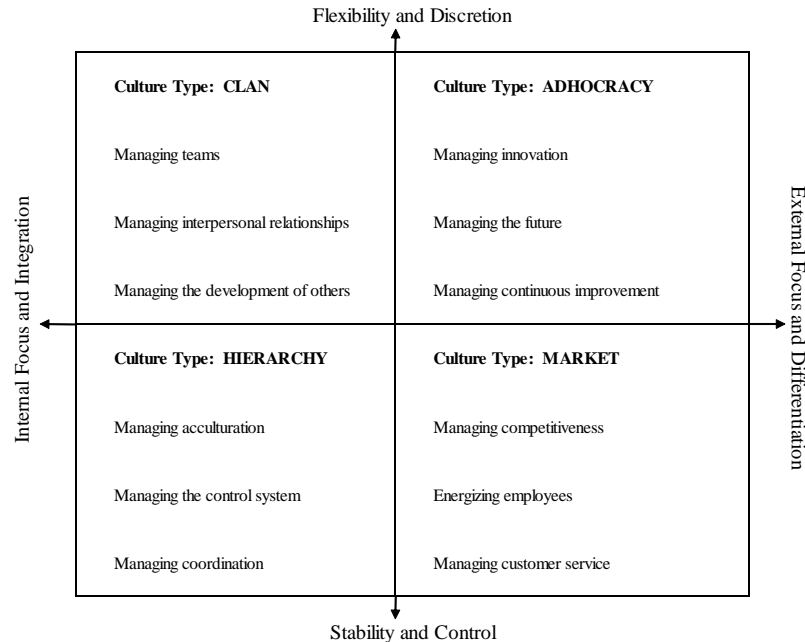 Flexibility and Discretion
Culture Type: CLAN
Managing teams
Managing interpersonal relationships
Managing the development of others
Culture Type: ADHOCRACY
Managing innovation
Managing the future
Managing continuous improvement
Internal Focus and Integration
External Focus and Differentiation
Culture Type: HIERARCHY
Managing acculturation
Managing the control system
Managing coordination
Culture Type: MARKET
Managing competitiveness
Energizing employees
Managing customer service
Stability and Control